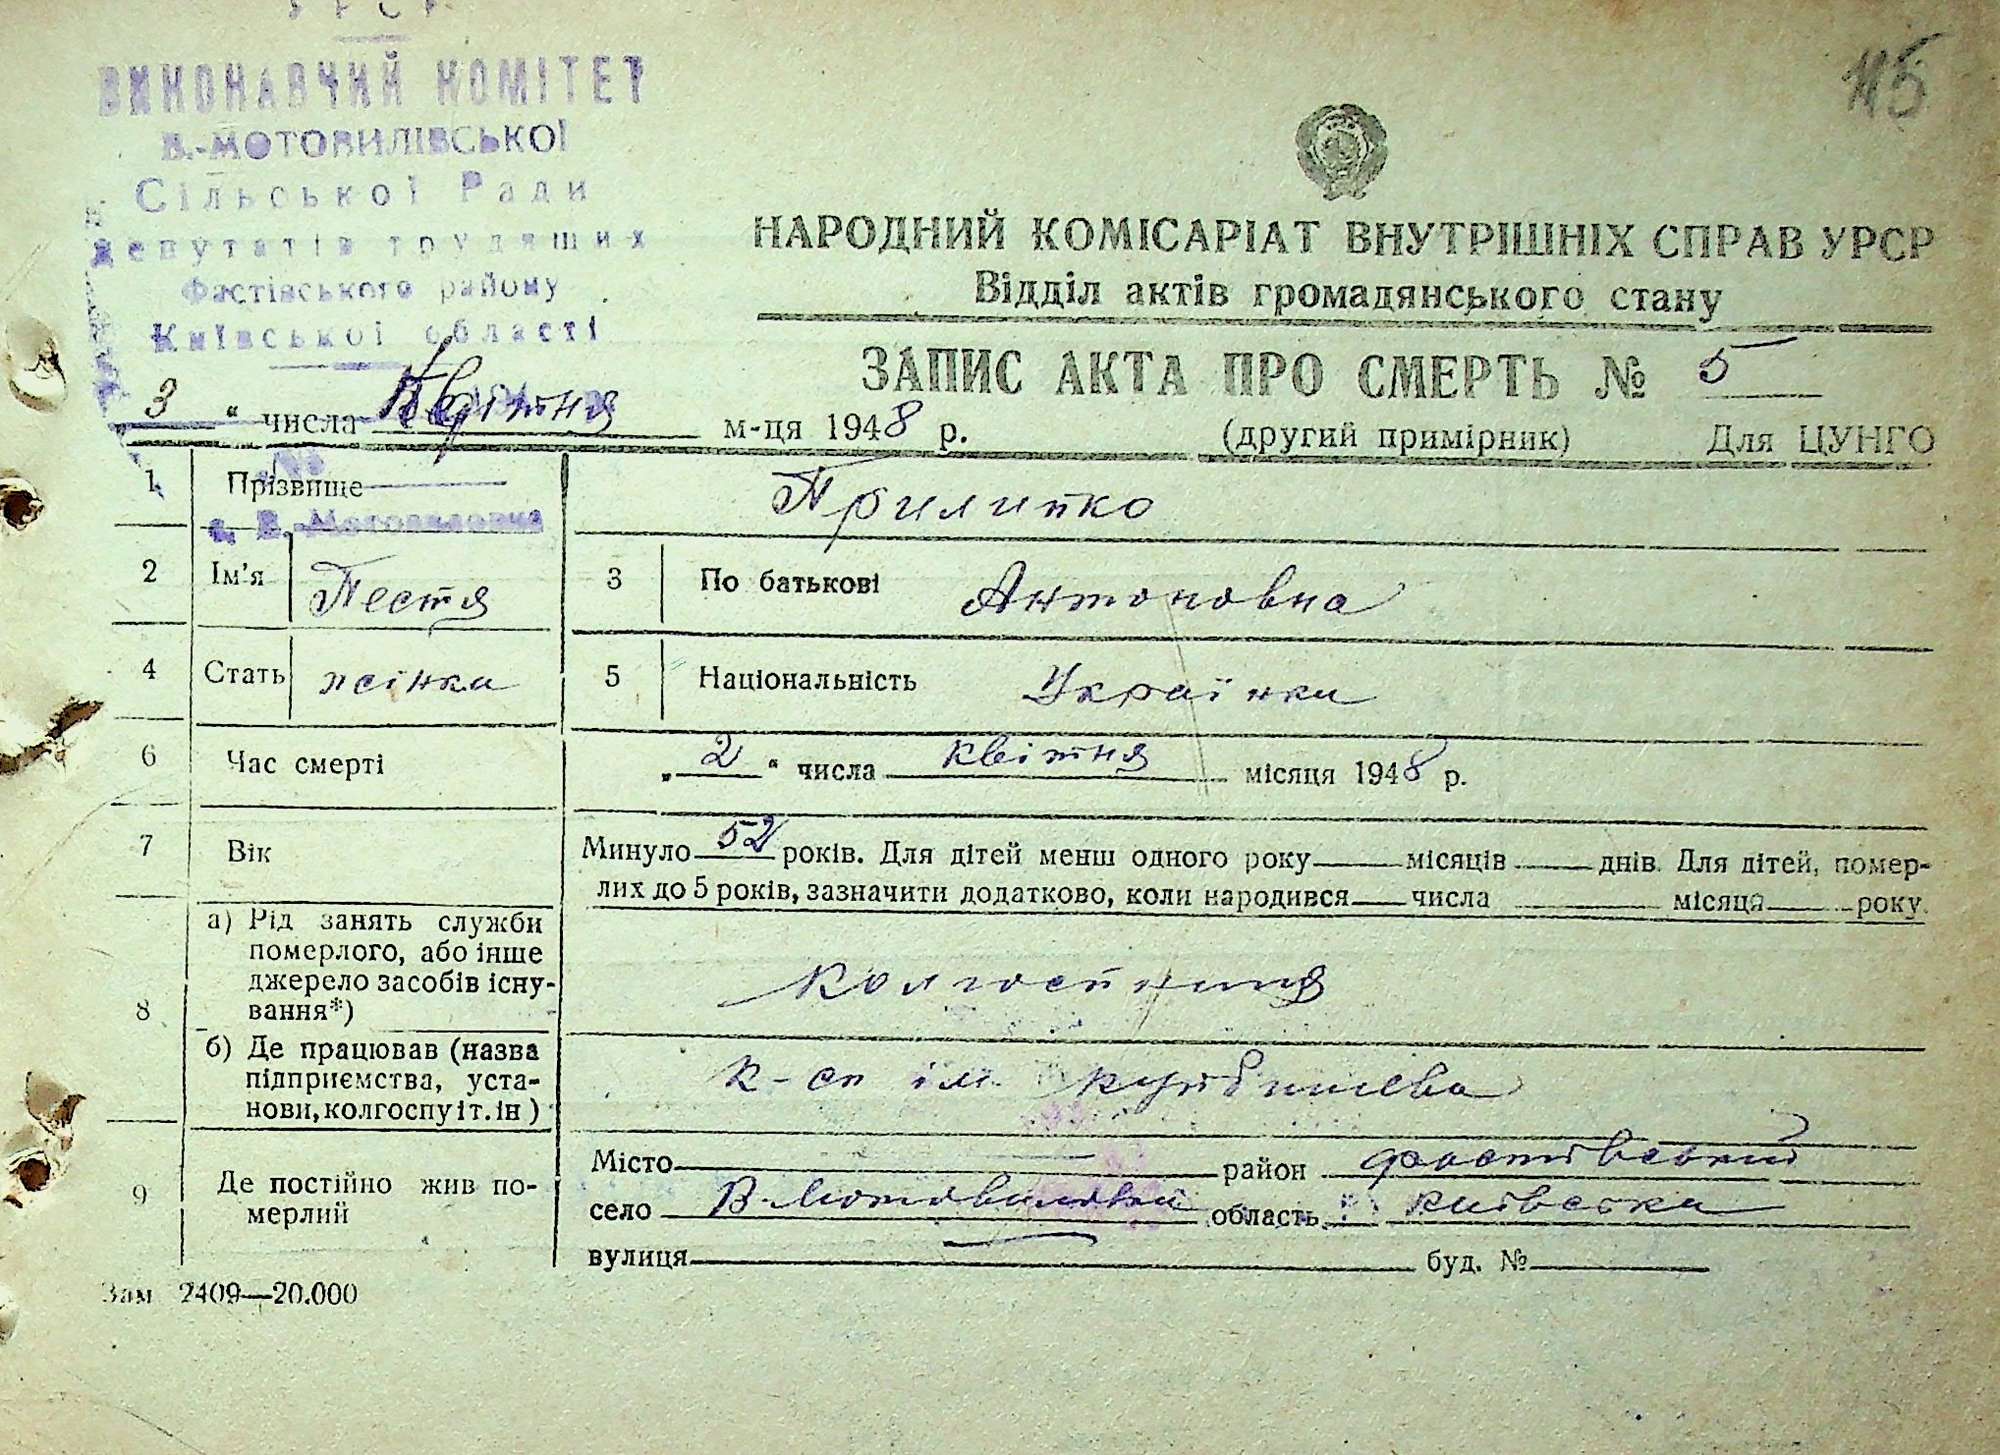 УРСР
ВИКОНАВЧИЙ КОМІТЕТ
В.-МОТОВИЛІВСЬКОЇ
Сільської Ради
депутатів трудящих
Фастівського району
Київської області
115
НАРОДНИЙ КОМІСАРІАТ ВНУТРІШНІХ СПРАВ УРСР
Відділ актів громадянського стану
ЗАПИС АКТА ПРО СМЕРТЬ № 5
„3“ числа Квітня м-ця 1948 р. (другий примірник) Для ЦУНГО
1 Прізвище Прилипко
с. В.-Мотовилівка
2 Ім'я Пестя 3 По батькові Антоновна
4 Стать жінка 5 Національність Українка
6 Час смерті „2“ числа квітня місяця 1948 р.
7 Вік Минуло 52 років. Для дітей менш одного року місяців днів. Для дітей, помер-
лих до 5 років, зазначити додатково, коли народився числа місяця року.
8 а) Рід занять служби
померлого, або інше
джерело засобів існу-
вання*)
колгоспниця
б) Де працював (назва
підприємства, уста-
нови, колгоспу і т. ін)
к-сп ім. куйбишева
9 Де постійно жив по-
мерлий
Місто район фастівський
село В-Мотовиловка область київська
вулиця буд. №
Зам 2409—20.000